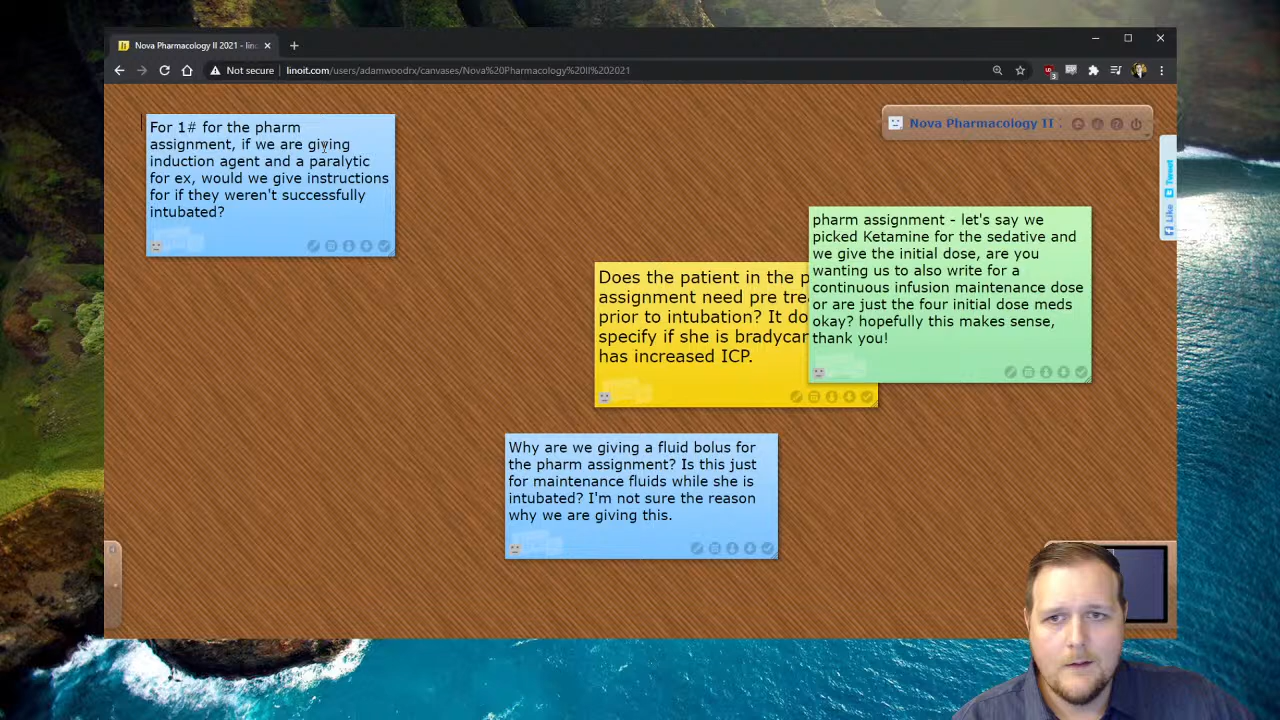 Nova Pharmacology II 2021 - lino
Not secure
linoit.com/users/adamwoodrx/canvases/Nova%20Pharmacology%20II%202021
3
For 1# for the pharm
assignment, if we are giving
induction agent and a paralytic
for ex, would we give instructions
for if they weren't successfully
intubated?
Nova Pharmacology II
Tweet
Like
pharm assignment - let's say we
picked Ketamine for the sedative and
we give the initial dose, are you
wanting us to also write for a
continuous infusion maintenance dose
or are just the four initial dose meds
okay? hopefully this makes sense,
thank you!
Does the patient in the p
assignment need pre trea
prior to intubation? It do
specify if she is bradycar
has increased ICP.
Why are we giving a fluid bolus for
the pharm assignment? Is this just
for maintenance fluids while she is
intubated? I'm not sure the reason
why we are giving this.